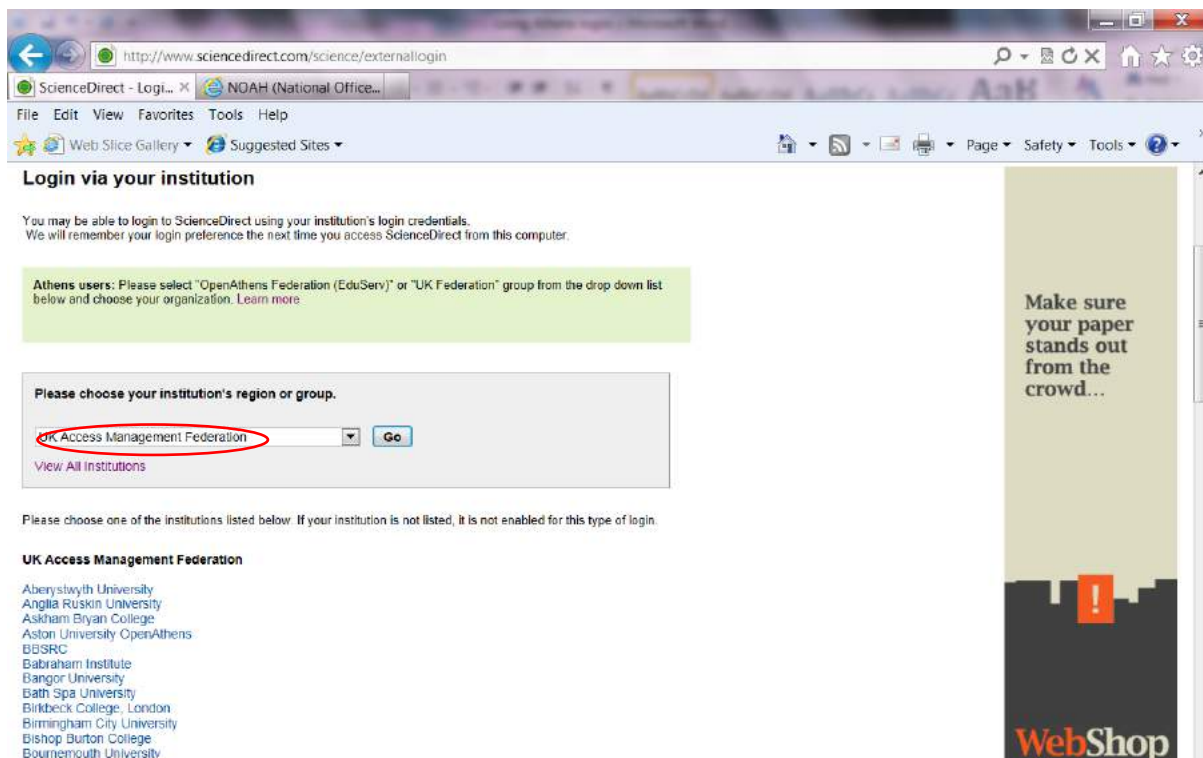 http://www.sciencedirect.com/science/externallogin
ScienceDirect - Logi...
NOAH (National Office...
File Edit View Favorites Tools Help
Web Slice Gallery
Suggested Sites
Page
Safety
Tools
Login via your institution
You may be able to login to ScienceDirect using your institution's login credentials.
We will remember your login preference the next time you access ScienceDirect from this computer.
Athens users: Please select "OpenAthens Federation (EduServ)" or "UK Federation" group from the drop down list
below and choose your organization. Learn more
Please choose your institution's region or group.
UK Access Management Federation
Go
View All Institutions
Please choose one of the institutions listed below. If your institution is not listed, it is not enabled for this type of login.
UK Access Management Federation
Aberystwyth University
Anglia Ruskin University
Askham Bryan College
Aston University OpenAthens
BBSRC
Babraham Institute
Bangor University
Bath Spa University
Birkbeck College, London
Birmingham City University
Bishop Burton College
Bournemouth University
Make sure
your paper
stands out
from the
crowd...
!
WebShop